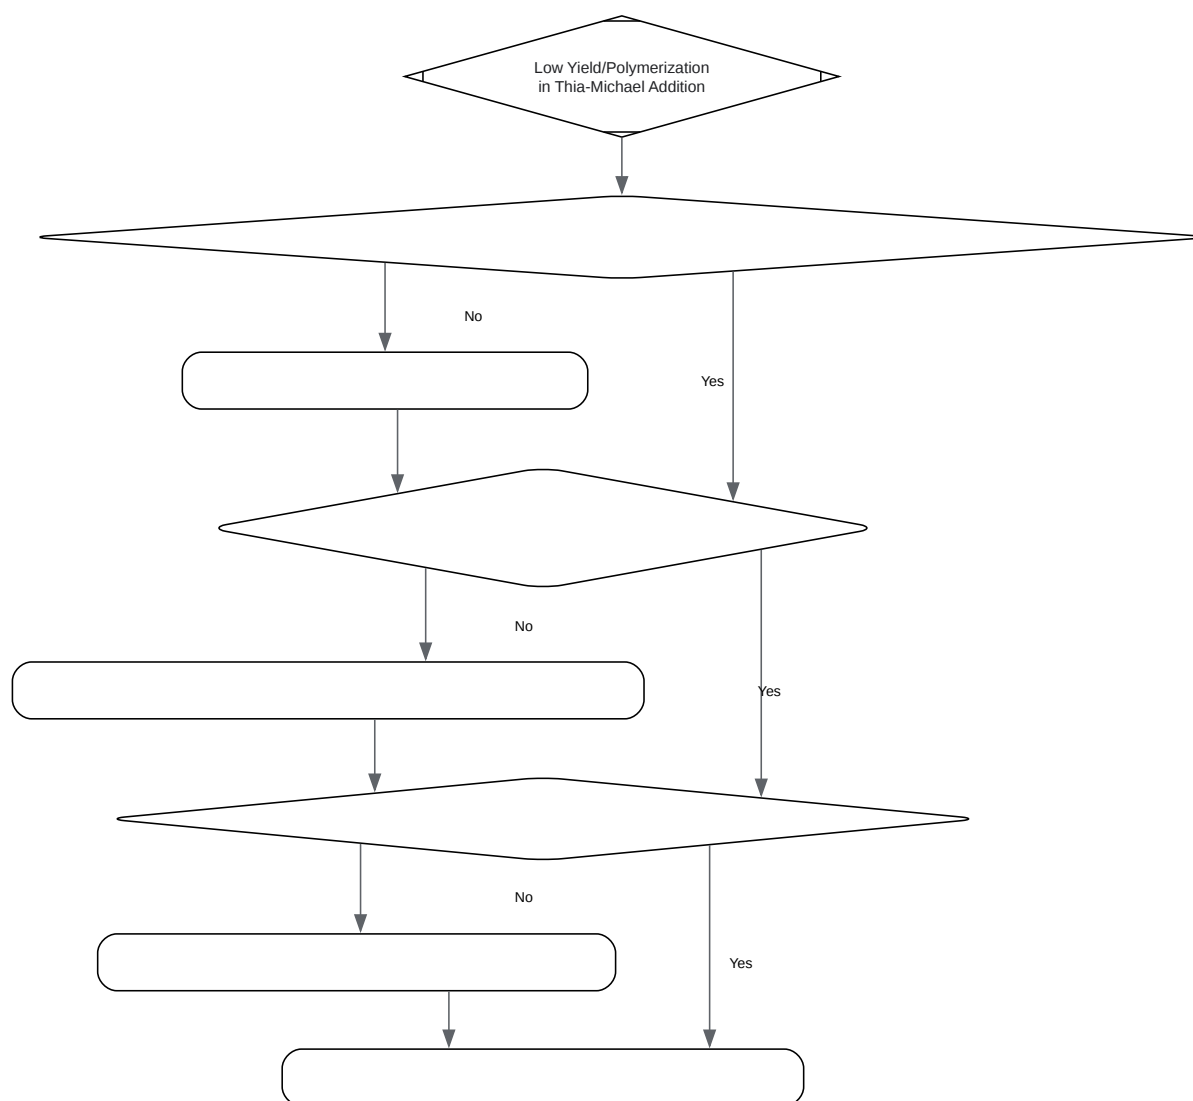 Low Yield/Polymerization
in Thia-Michael Addition
No
Yes
No
Yes
No
Yes